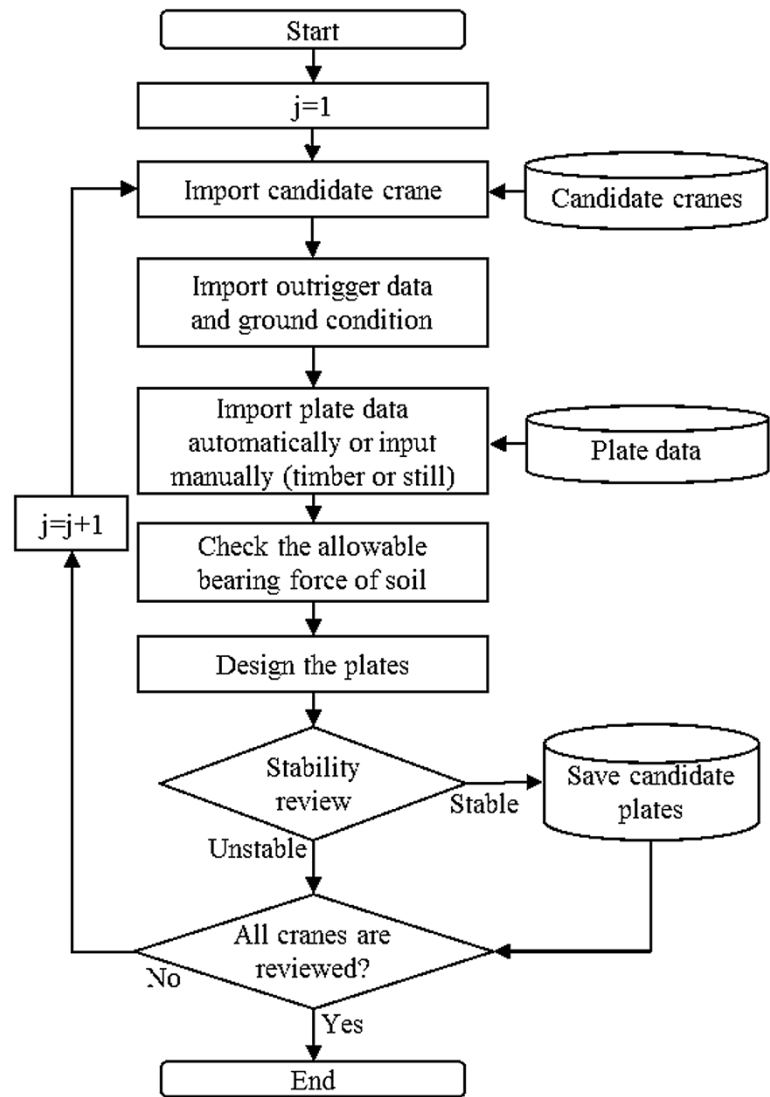 Start
j=1
Import candidate crane
Candidate cranes
Import outrigger data
and ground condition
Import plate data
automatically or input
manually (timber or still)
Plate data
j=j+1
Check the allowable
bearing force of soil
Design the plates
Stability
review
Stable
Save candidate
plates
Unstable
All cranes are
reviewed?
No
Yes
End